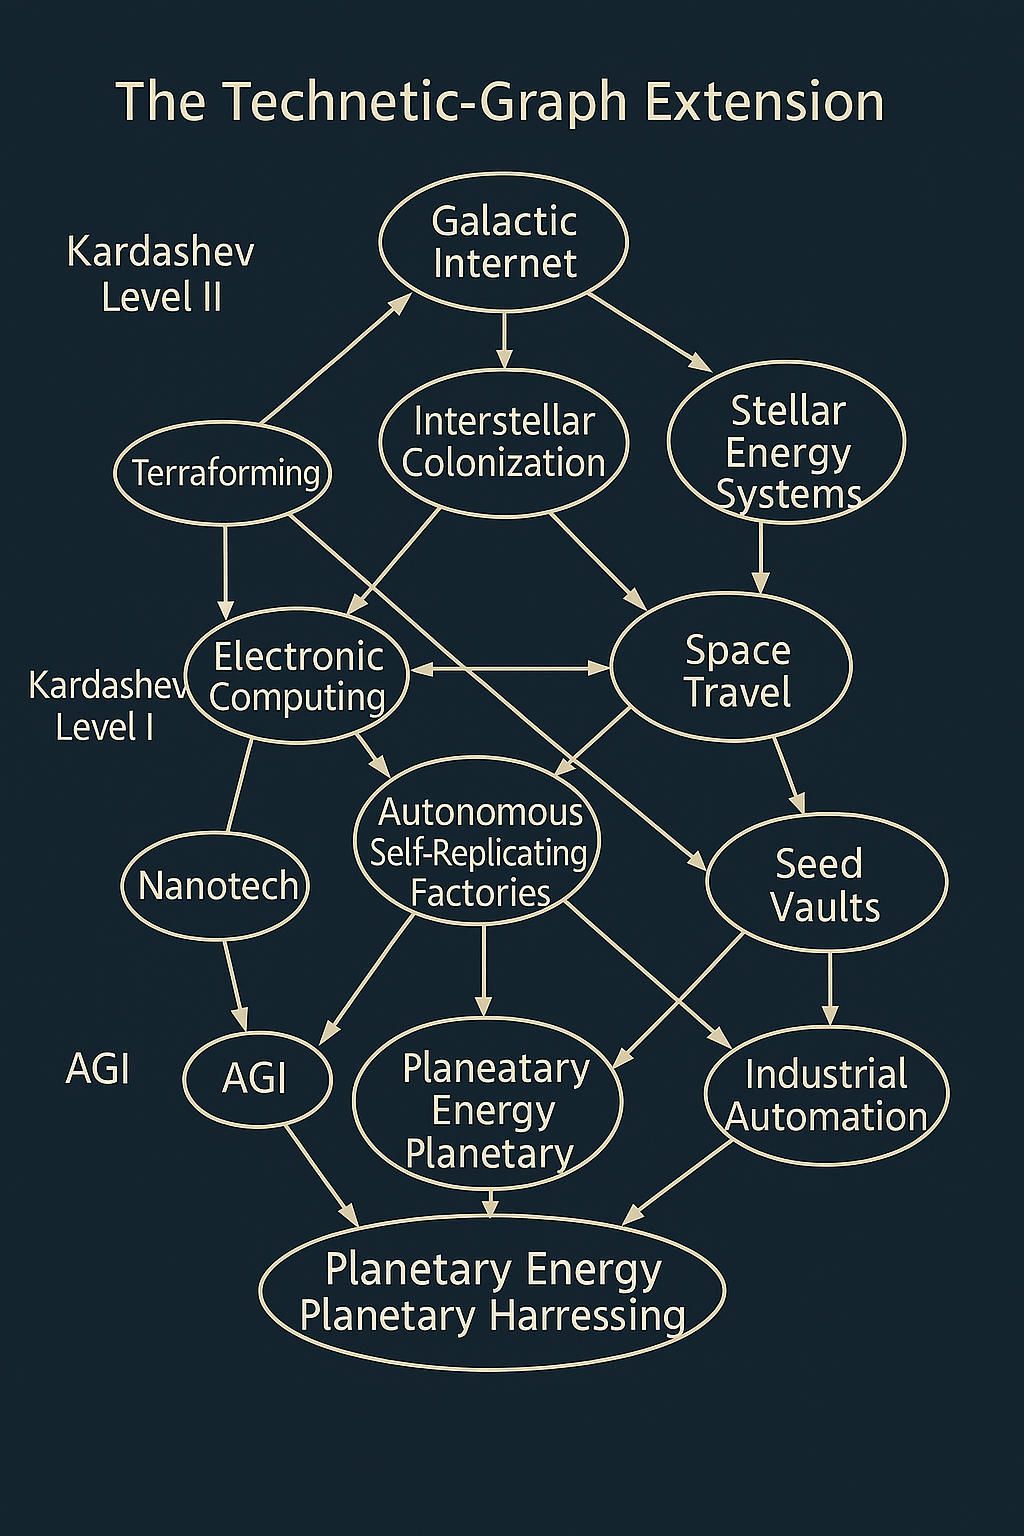 The Technetic-Graph Extension
Galactic
Internet
Kardashev
Level II
Interstellar
Colonization
Stellar
Energy
Systems
Terraforming
Electronic
Computing
Space
Travel
Kardashev
Level I
Autonomous
Self-Replicating
Factories
Nanotech
Seed
Vaults
AGI
AGI
Planeatary
Energy
Planetary
Industrial
Automation
Planetary Energy
Planetary Harressing